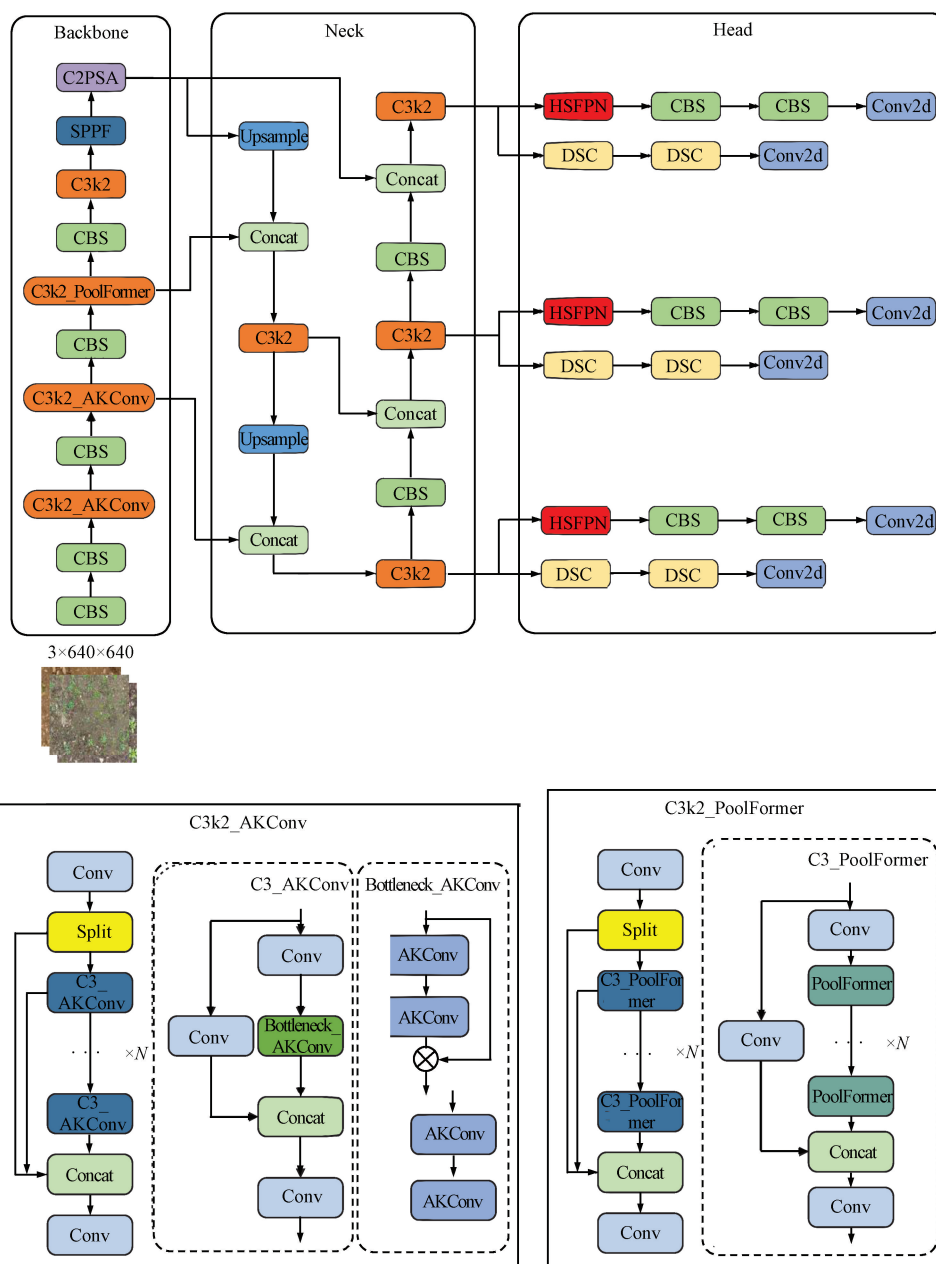 Backbone
C2PSA
SPPF
C3k2
CBS
C3k2_PoolFormer
CBS
C3k2_AKConv
CBS
C3k2_AKConv
CBS
CBS
3×640×640
Neck
Upsample
Concat
C3k2
Upsample
Concat
C3k2
Concat
CBS
C3k2
Concat
CBS
C3k2
Head
HSFPN CBS CBS Conv2d
DSC DSC Conv2d
HSFPN CBS CBS Conv2d
DSC DSC Conv2d
HSFPN CBS CBS Conv2d
DSC DSC Conv2d
C3k2_AKConv
Conv
Split
C3_
AKConv
· · · ×N
C3_
AKConv
Concat
Conv
C3_AKConv
Conv
Conv
Bottleneck_
AKConv
Concat
Conv
Bottleneck_AKConv
AKConv
AKConv
AKConv
AKConv
C3k2_PoolFormer
Conv
Split
C3_PoolFor
mer
· · · ×N
C3_PoolFor
mer
Concat
Conv
C3_PoolFormer
Conv
PoolFormer
Conv
· · · ×N
PoolFormer
Concat
Conv